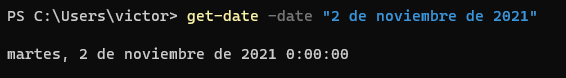 PS C:\Users\victor> get-date -date "2 de noviembre de 2021"
martes, 2 de noviembre de 2021 0:00:00